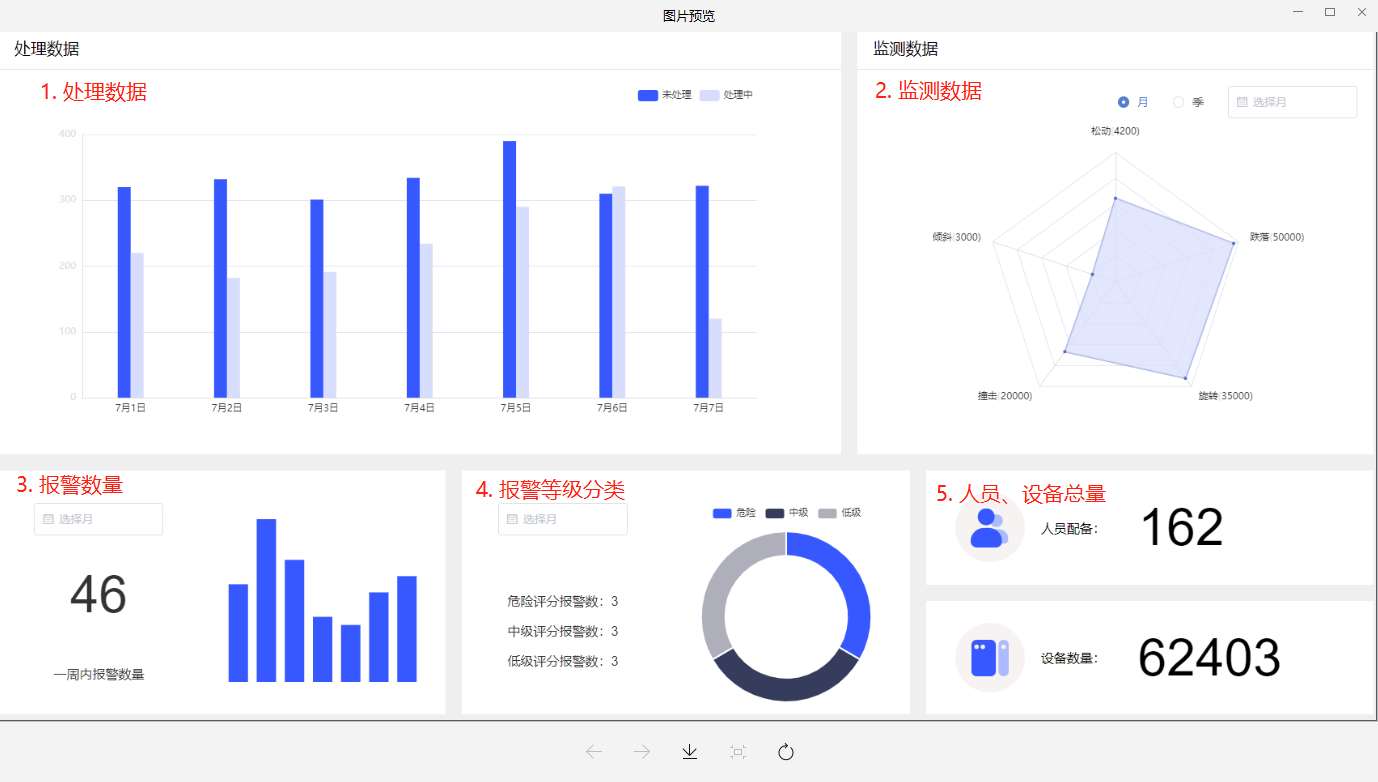 图片预览
处理数据
1. 处理数据
未处理 处理中
400
300
200
100
0
7月1日 7月2日 7月3日 7月4日 7月5日 7月6日 7月7日
监测数据
2. 监测数据
月 季 选择月
松动(4200)
倾斜(3000)
跌落(50000)
撞击(20000)
旋转(35000)
3. 报警数量
选择月
46
一周内报警数量
4. 报警等级分类
选择月
危险 中级 低级
危险评分报警数：3
中级评分报警数：3
低级评分报警数：3
5. 人员、设备总量
人员配备： 162
设备数量： 62403